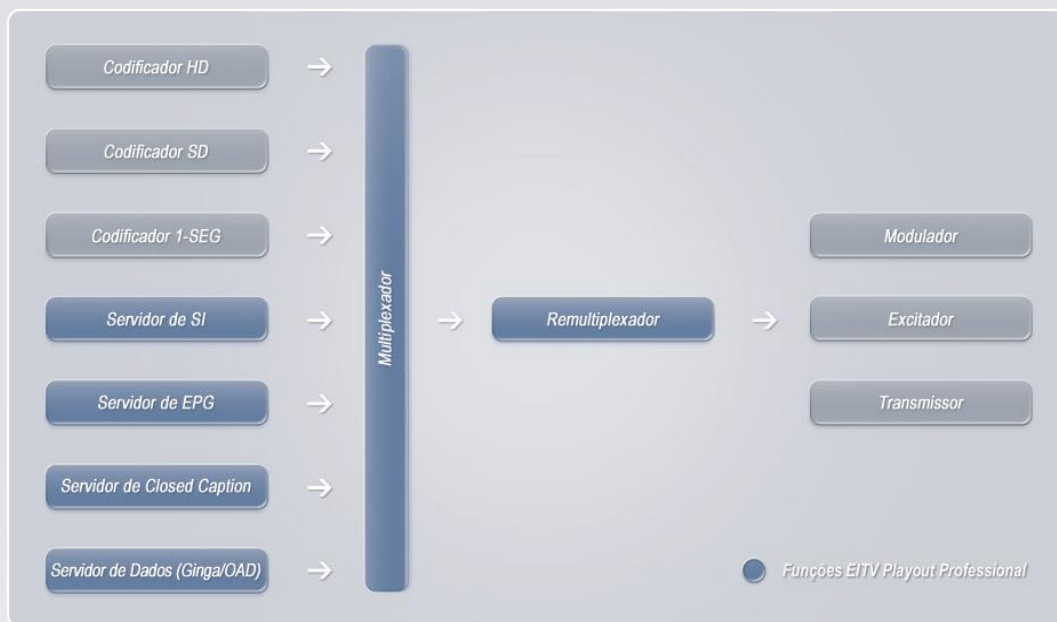 Codificador HD
Codificador SD
Codificador 1-SEG
Servidor de SI
Servidor de EPG
Servidor de Closed Caption
Servidor de Dados (Ginga/OAD)
Multiplexador
Remultiplexador
Modulador
Excitador
Transmissor
Funções EITV Playout Professional